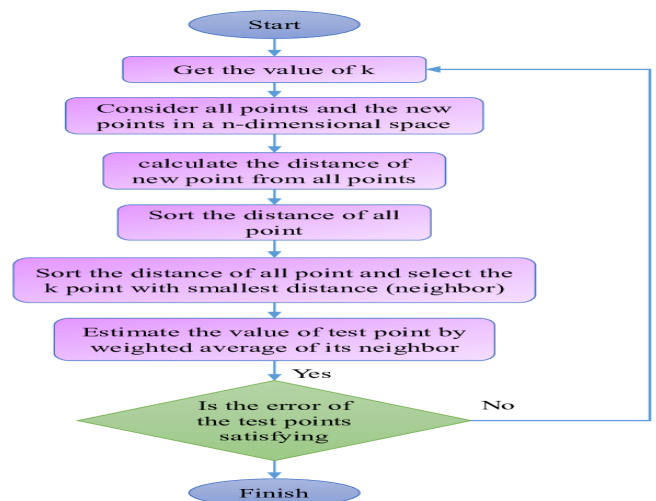 Start
Get the value of k
Consider all points and the new
points in a n-dimensional space
calculate the distance of
new point from all points
Sort the distance of all
point
Sort the distance of all point and select the
k point with smallest distance (neighbor)
Estimate the value of test point by
weighted average of its neighbor
Yes
Is the error of
the test points
satisfying
No
Finish